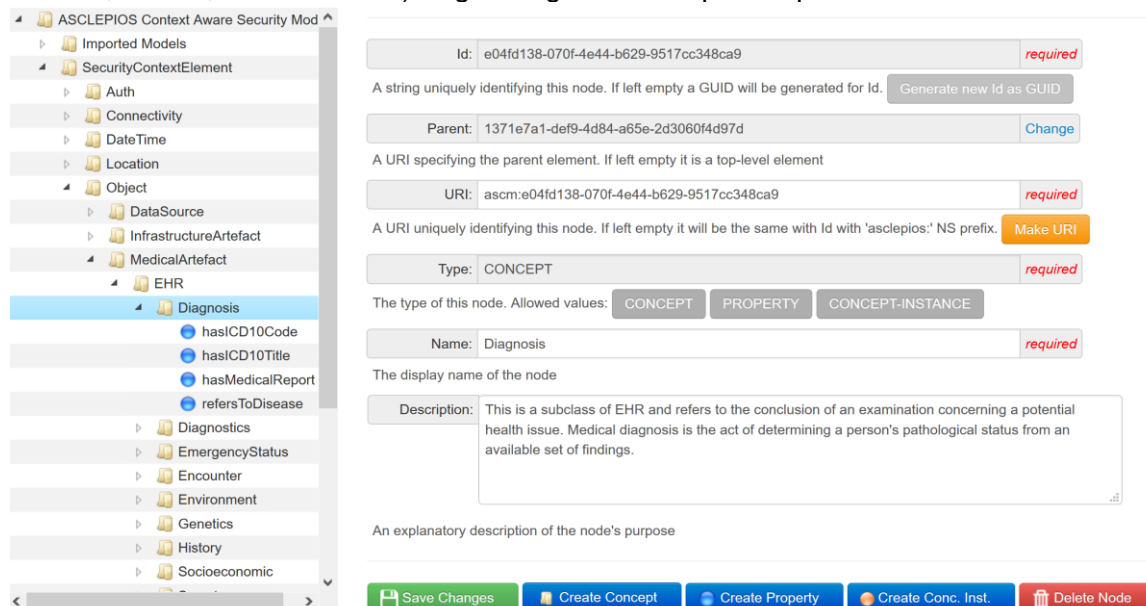 ASCLEPIOS Context Aware Security Mod
Imported Models
SecurityContextElement
Auth
Connectivity
DateTime
Location
Object
DataSource
InfrastructureArtefact
MedicalArtefact
EHR
Diagnosis
hasICD10Code
hasICD10Title
hasMedicalReport
refersToDisease
Diagnostics
EmergencyStatus
Encounter
Environment
Genetics
History
Socioeconomic
Id: e04fd138-070f-4e44-b629-9517cc348ca9 required
A string uniquely identifying this node. If left empty a GUID will be generated for Id. Generate new Id as GUID
Parent: 1371e7a1-def9-4d84-a65e-2d3060f4d97d Change
A URI specifying the parent element. If left empty it is a top-level element
URI: ascm:e04fd138-070f-4e44-b629-9517cc348ca9 required
A URI uniquely identifying this node. If left empty it will be the same with Id with 'asclepios:' NS prefix. Make URI
Type: CONCEPT required
The type of this node. Allowed values: CONCEPT PROPERTY CONCEPT-INSTANCE
Name: Diagnosis required
The display name of the node
Description: This is a subclass of EHR and refers to the conclusion of an examination concerning a potential
health issue. Medical diagnosis is the act of determining a person's pathological status from an
available set of findings.
An explanatory description of the node's purpose
Save Changes Create Concept Create Property Create Conc. Inst. Delete Node